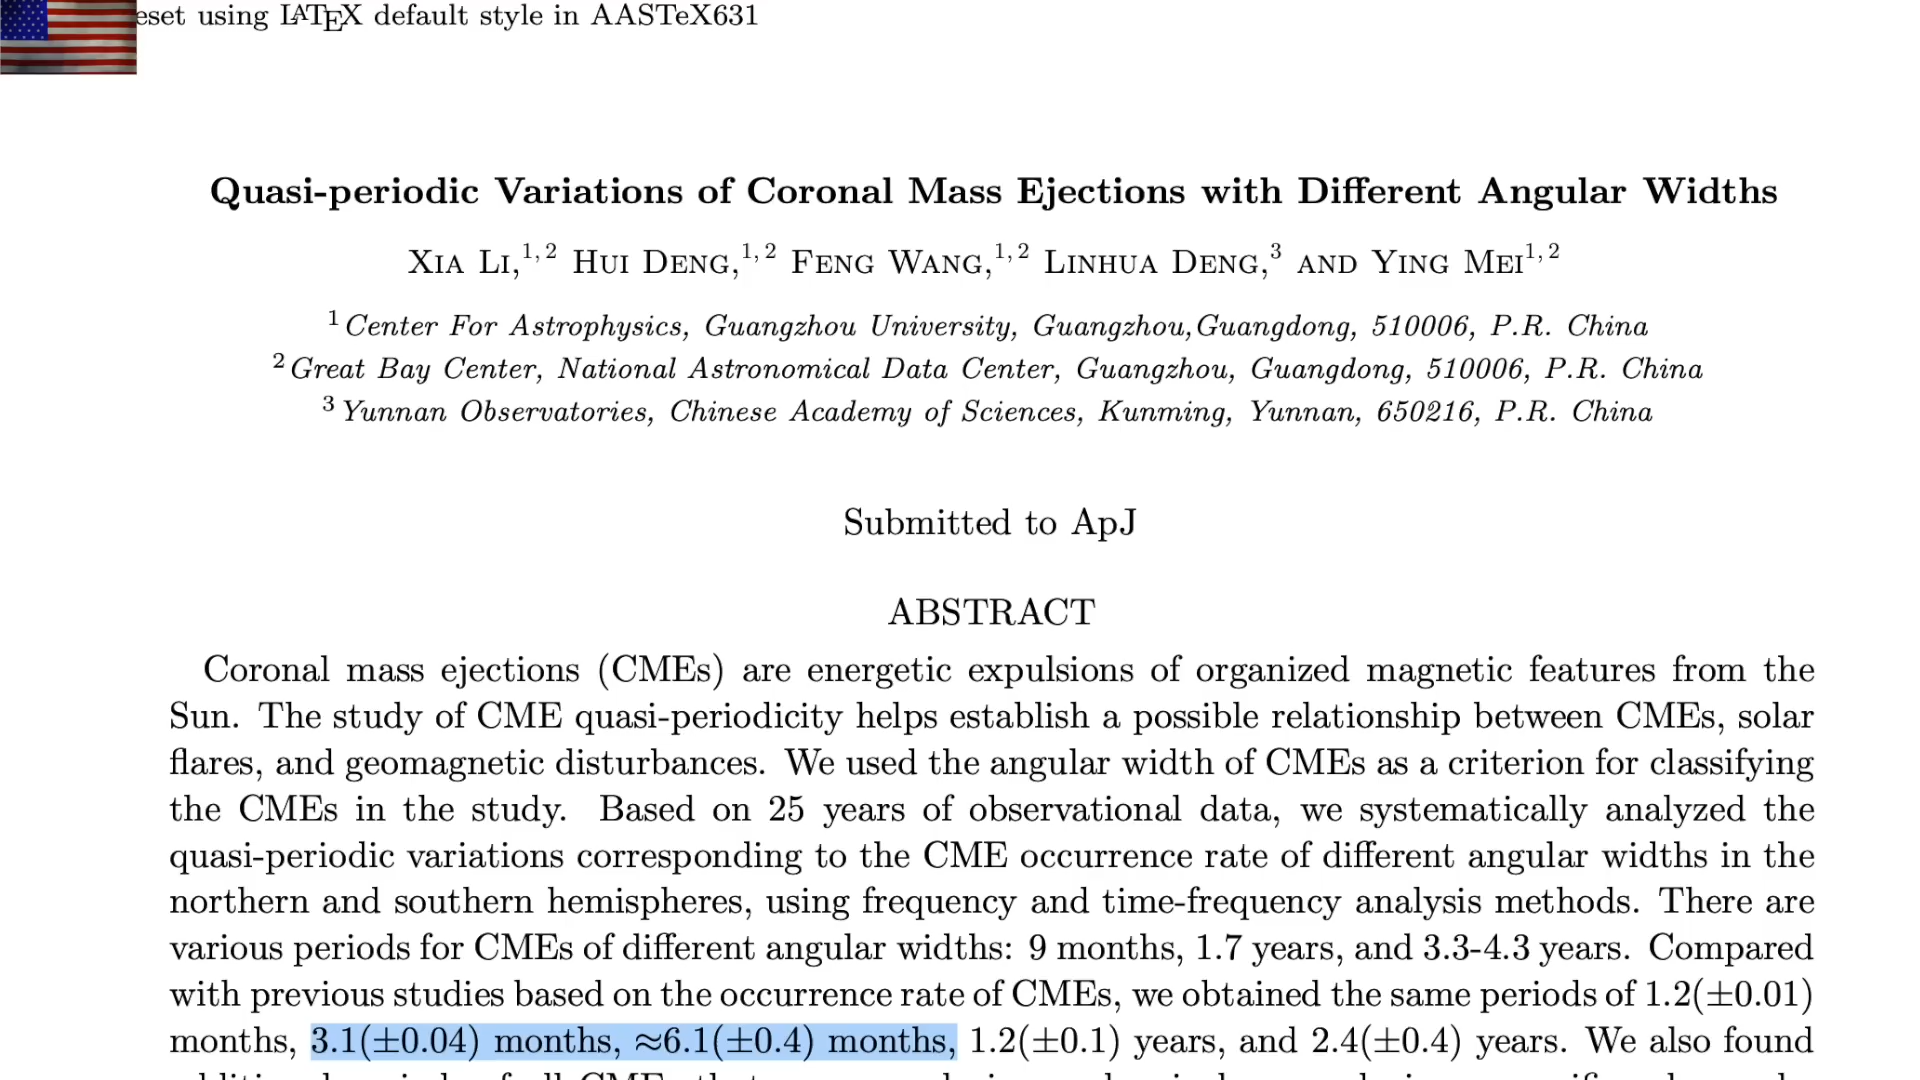 eset using LATEX default style in AASTeX631
Quasi-periodic Variations of Coronal Mass Ejections with Different Angular Widths
Xia Li,1,2 Hui Deng,1,2 Feng Wang,1,2 Linhua Deng,3 and Ying Mei1,2
1 Center For Astrophysics, Guangzhou University, Guangzhou,Guangdong, 510006, P.R. China
2 Great Bay Center, National Astronomical Data Center, Guangzhou, Guangdong, 510006, P.R. China
3 Yunnan Observatories, Chinese Academy of Sciences, Kunming, Yunnan, 650216, P.R. China
Submitted to ApJ
ABSTRACT
Coronal mass ejections (CMEs) are energetic expulsions of organized magnetic features from the
Sun. The study of CME quasi-periodicity helps establish a possible relationship between CMEs, solar
flares, and geomagnetic disturbances. We used the angular width of CMEs as a criterion for classifying
the CMEs in the study. Based on 25 years of observational data, we systematically analyzed the
quasi-periodic variations corresponding to the CME occurrence rate of different angular widths in the
northern and southern hemispheres, using frequency and time-frequency analysis methods. There are
various periods for CMEs of different angular widths: 9 months, 1.7 years, and 3.3-4.3 years. Compared
with previous studies based on the occurrence rate of CMEs, we obtained the same periods of 1.2(±0.01)
months, 3.1(±0.04) months, ≈6.1(±0.4) months, 1.2(±0.1) years, and 2.4(±0.4) years. We also found